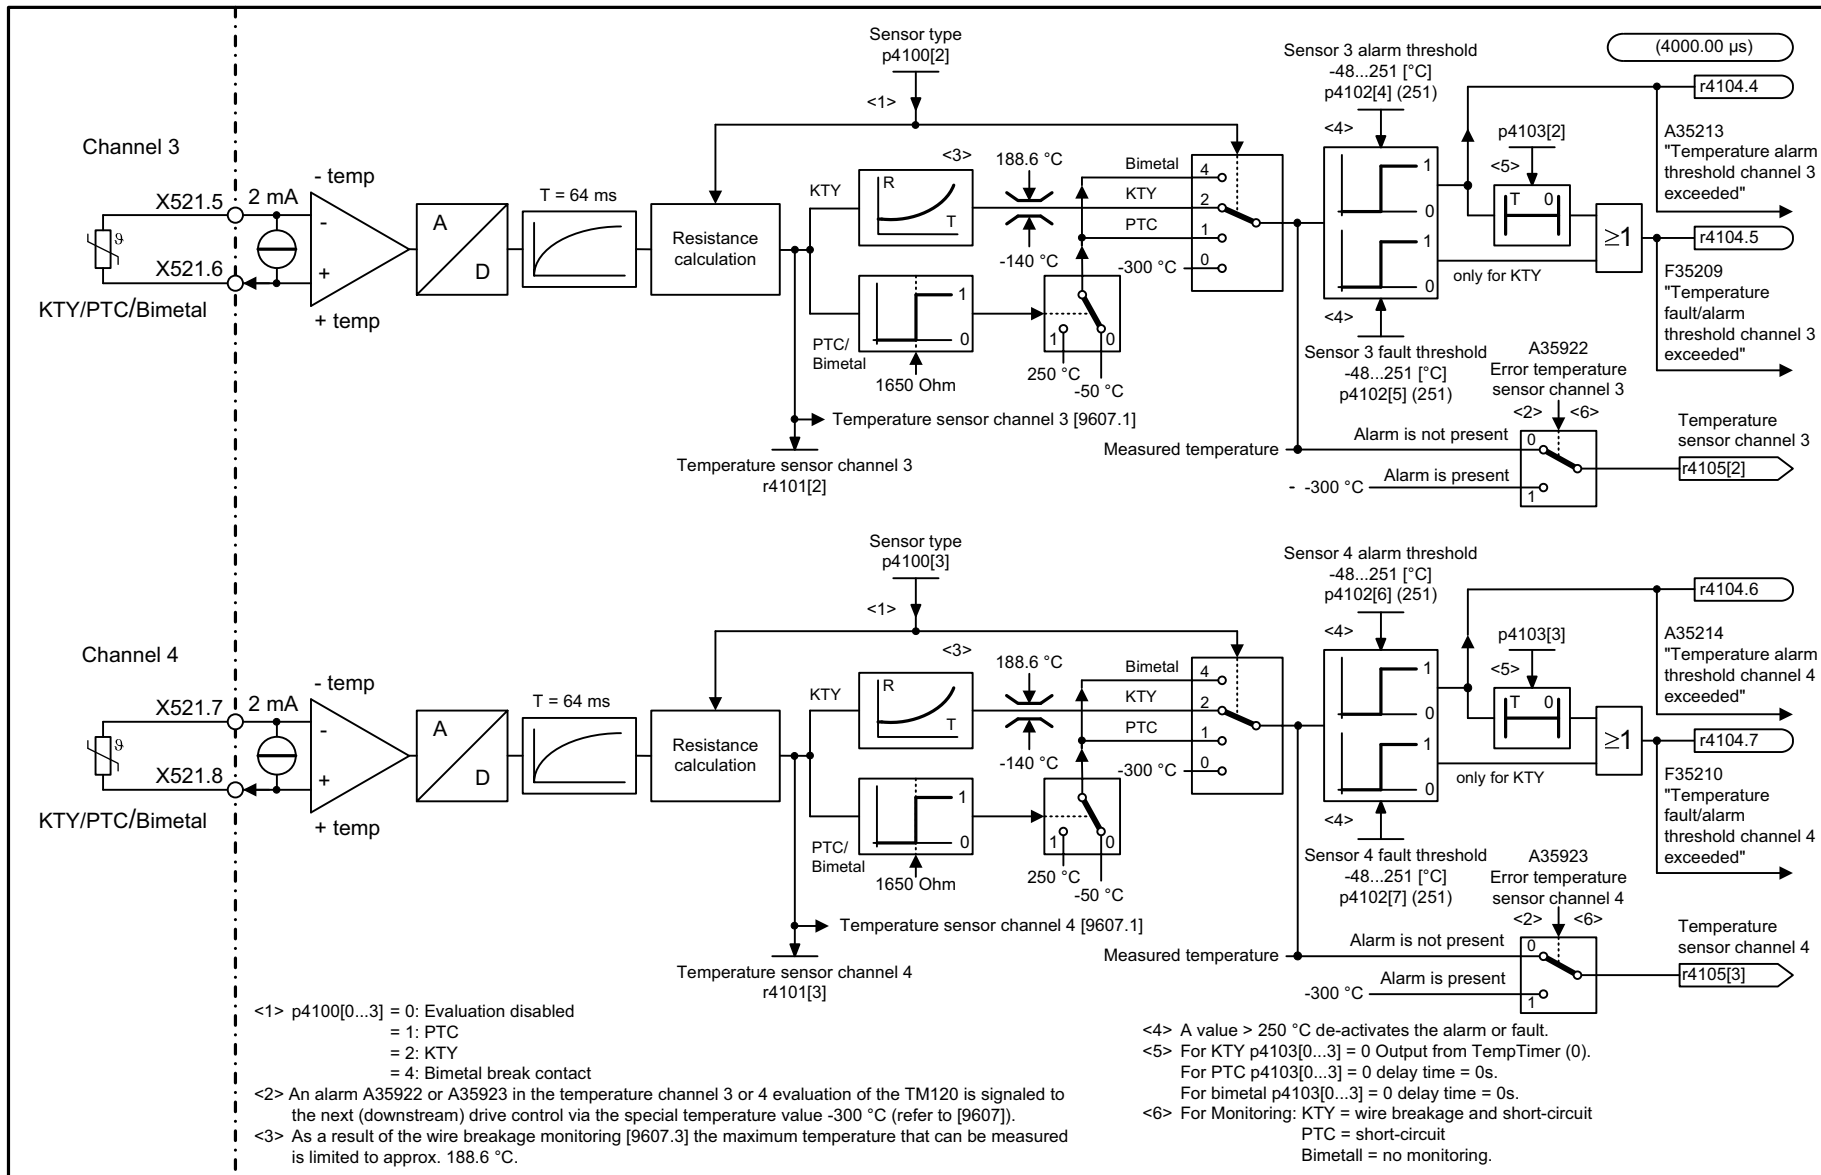 Sensor type
p4100[2]
<1>
Sensor 3 alarm threshold
-48...251 [°C]
p4102[4] (251)
<4>
(4000.00 µs)
r4104.4
Channel 3
X521.5
2 mA
- temp
-
+
ϑ
X521.6
KTY/PTC/Bimetal
+ temp
A
D
T = 64 ms
Resistance
calculation
KTY
<3>
R
T
188.6 °C
-140 °C
PTC/
Bimetal
1
0
1650 Ohm
1
0
250 °C
-50 °C
Bimetal
4
KTY
2
PTC
1
-300 °C
0
1
0
1
0
<4>
p4103[2]
<5>
T
0
≥1
only for KTY
A35213
"Temperature alarm
threshold channel 3
exceeded"
r4104.5
F35209
"Temperature
fault/alarm
threshold channel 3
exceeded"
Sensor 3 fault threshold
-48...251 [°C]
p4102[5] (251)
A35922
Error temperature
sensor channel 3
<2>
<6>
Temperature sensor channel 3 [9607.1]
Temperature sensor channel 3
r4101[2]
Measured temperature
Alarm is not present
0
- -300 °C
Alarm is present
1
Temperature
sensor channel 3
r4105[2]
Sensor type
p4100[3]
<1>
Sensor 4 alarm threshold
-48...251 [°C]
p4102[6] (251)
<4>
r4104.6
Channel 4
X521.7
2 mA
- temp
-
+
ϑ
X521.8
KTY/PTC/Bimetal
+ temp
A
D
T = 64 ms
Resistance
calculation
KTY
<3>
R
T
188.6 °C
-140 °C
PTC/
Bimetal
1
0
1650 Ohm
1
0
250 °C
-50 °C
Bimetal
4
KTY
2
PTC
1
-300 °C
0
1
0
1
0
<4>
p4103[3]
<5>
T
0
≥1
only for KTY
A35214
"Temperature alarm
threshold channel 4
exceeded"
r4104.7
F35210
"Temperature
fault/alarm
threshold channel 4
exceeded"
Sensor 4 fault threshold
-48...251 [°C]
p4102[7] (251)
A35923
Error temperature
sensor channel 4
<2>
<6>
Temperature sensor channel 4 [9607.1]
Temperature sensor channel 4
r4101[3]
Measured temperature
Alarm is not present
0
-300 °C
Alarm is present
1
Temperature
sensor channel 4
r4105[3]
<1> p4100[0...3] = 0: Evaluation disabled
= 1: PTC
= 2: KTY
= 4: Bimetal break contact
<2> An alarm A35922 or A35923 in the temperature channel 3 or 4 evaluation of the TM120 is signaled to
the next (downstream) drive control via the special temperature value -300 °C (refer to [9607]).
<3> As a result of the wire breakage monitoring [9607.3] the maximum temperature that can be measured
is limited to approx. 188.6 °C.
<4> A value > 250 °C de-activates the alarm or fault.
<5> For KTY p4103[0...3] = 0 Output from TempTimer (0).
For PTC p4103[0...3] = 0 delay time = 0s.
For bimetal p4103[0...3] = 0 delay time = 0s.
<6> For Monitoring: KTY = wire breakage and short-circuit
PTC = short-circuit
Bimetall = no monitoring.